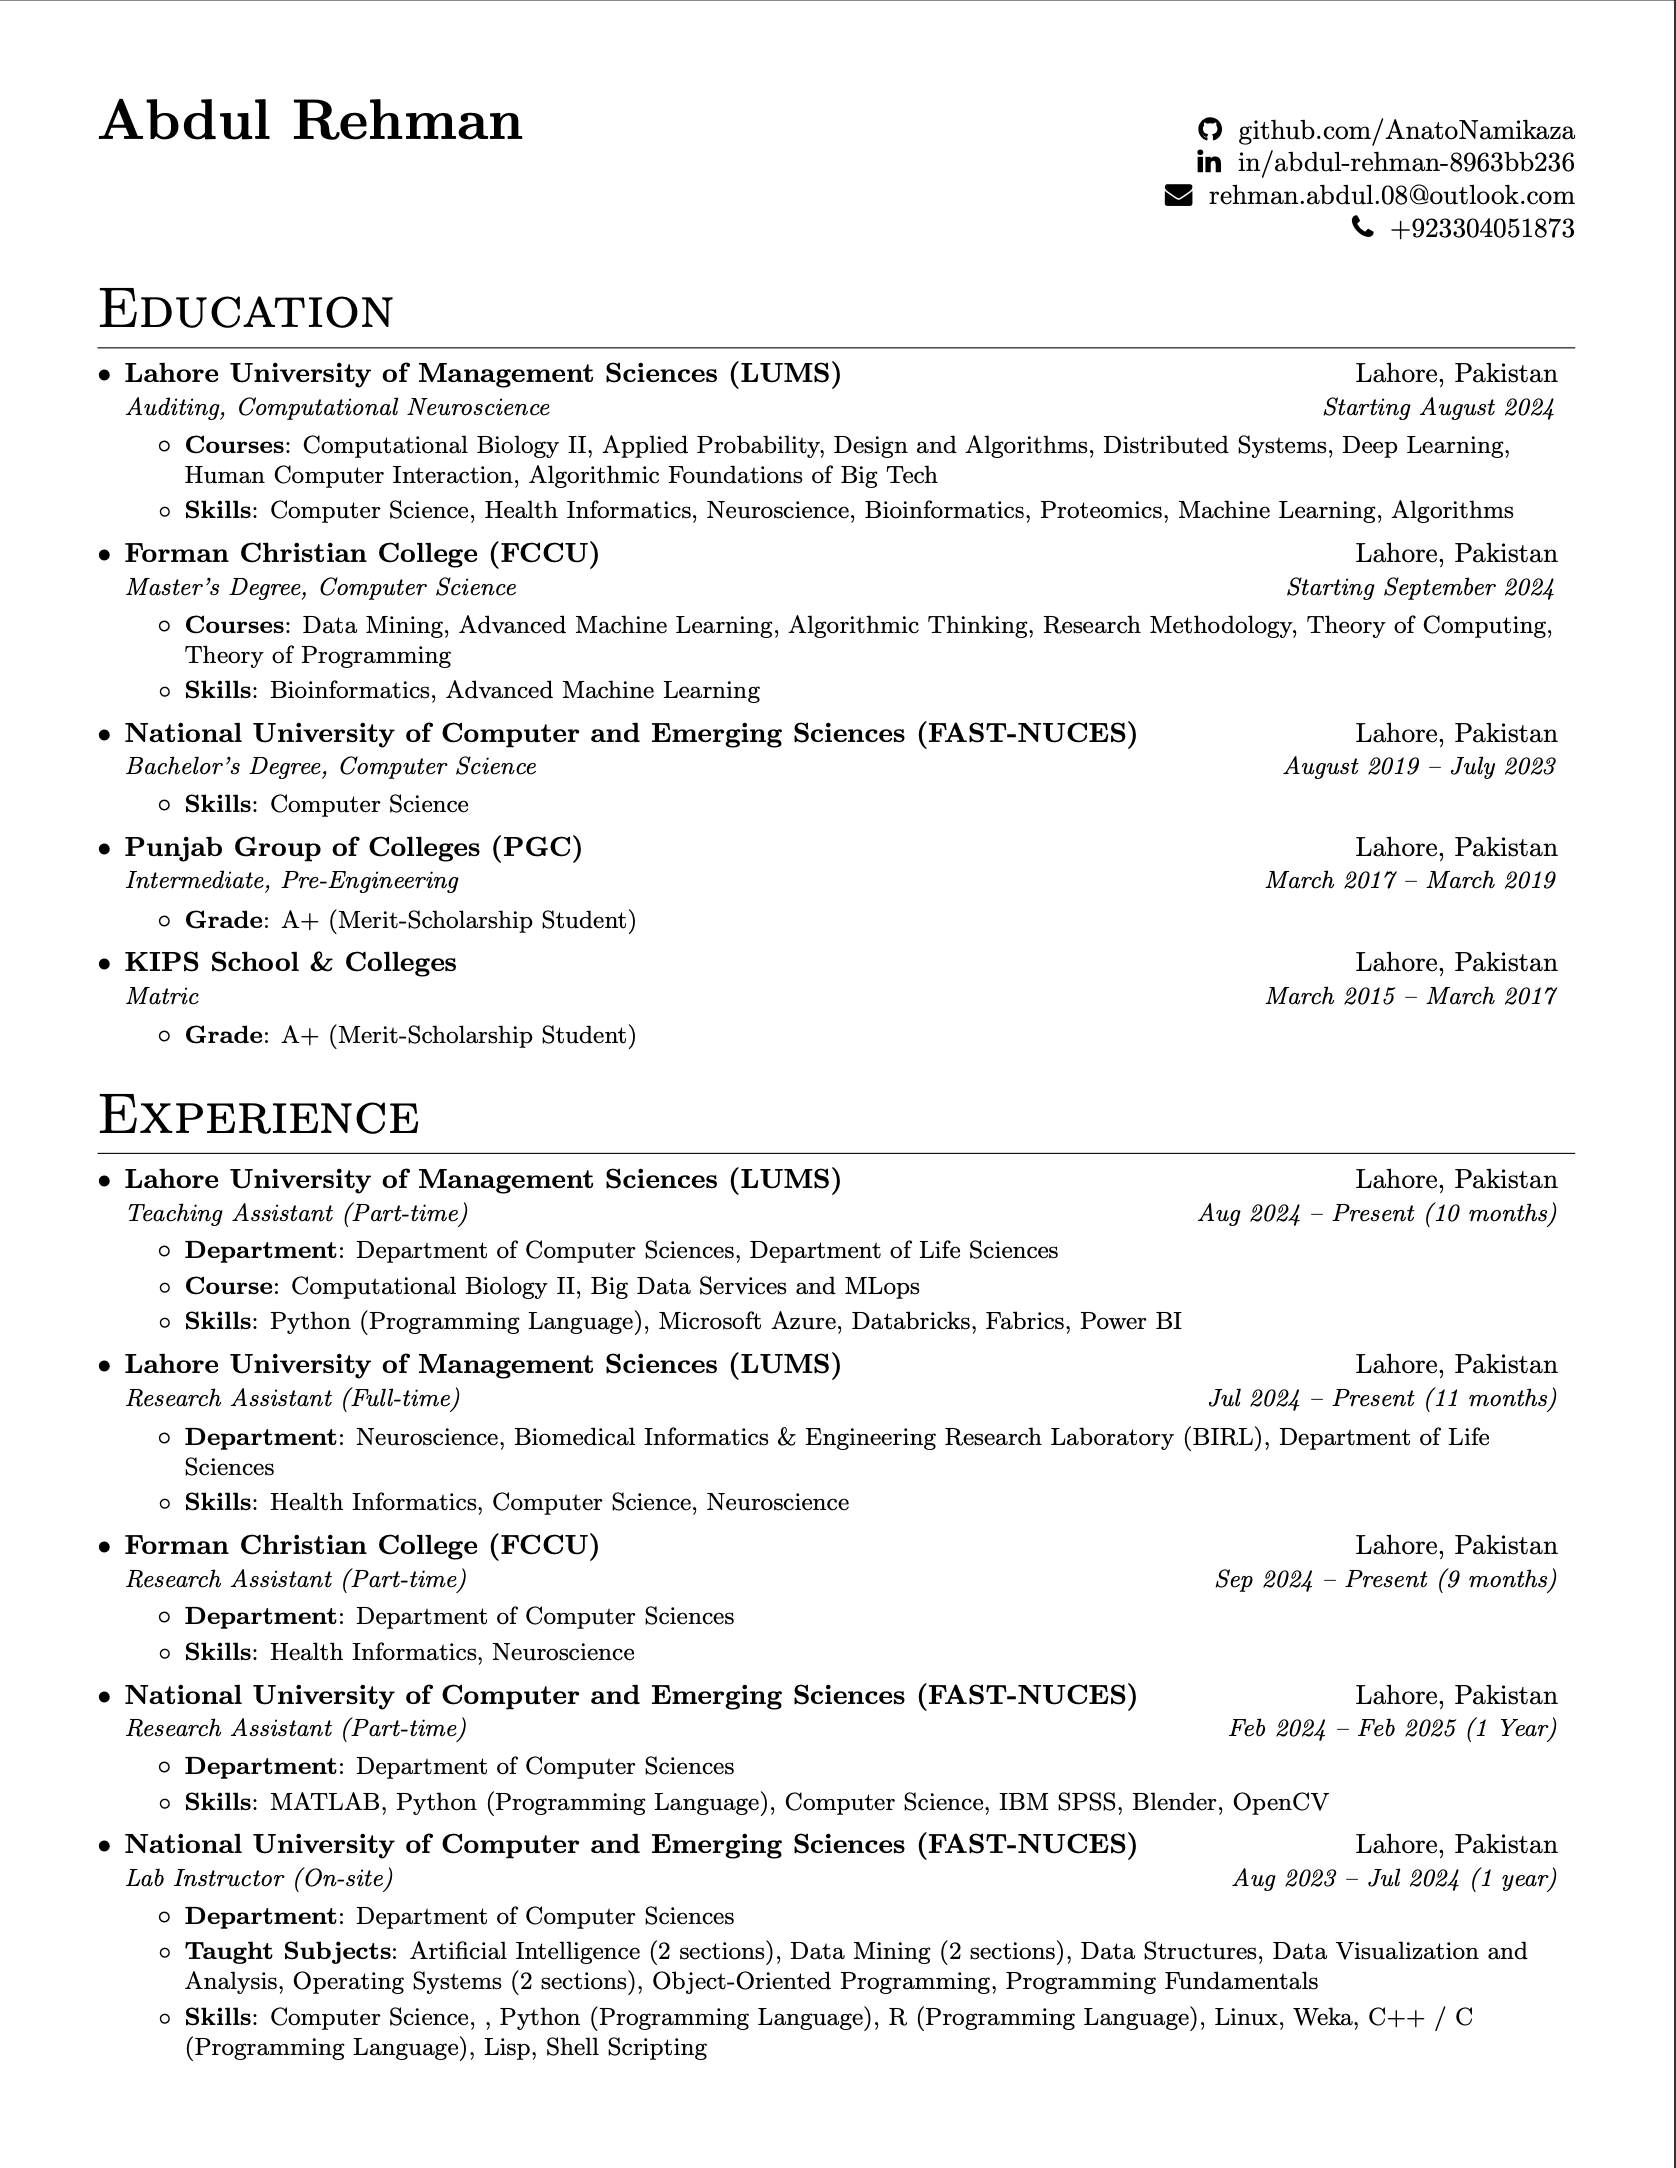 Abdul Rehman
github.com/AnatoNamikaza
in/abdul-rehman-8963bb236
rehman.abdul.08@outlook.com
+923304051873
EDUCATION
• Lahore University of Management Sciences (LUMS) Lahore, Pakistan
Auditing, Computational Neuroscience Starting August 2024
◦ Courses: Computational Biology II, Applied Probability, Design and Algorithms, Distributed Systems, Deep Learning,
Human Computer Interaction, Algorithmic Foundations of Big Tech
◦ Skills: Computer Science, Health Informatics, Neuroscience, Bioinformatics, Proteomics, Machine Learning, Algorithms
• Forman Christian College (FCCU) Lahore, Pakistan
Master's Degree, Computer Science Starting September 2024
◦ Courses: Data Mining, Advanced Machine Learning, Algorithmic Thinking, Research Methodology, Theory of Computing,
Theory of Programming
◦ Skills: Bioinformatics, Advanced Machine Learning
• National University of Computer and Emerging Sciences (FAST-NUCES) Lahore, Pakistan
Bachelor's Degree, Computer Science August 2019 – July 2023
◦ Skills: Computer Science
• Punjab Group of Colleges (PGC) Lahore, Pakistan
Intermediate, Pre-Engineering March 2017 – March 2019
◦ Grade: A+ (Merit-Scholarship Student)
• KIPS School & Colleges Lahore, Pakistan
Matric March 2015 – March 2017
◦ Grade: A+ (Merit-Scholarship Student)
EXPERIENCE
• Lahore University of Management Sciences (LUMS) Lahore, Pakistan
Teaching Assistant (Part-time) Aug 2024 – Present (10 months)
◦ Department: Department of Computer Sciences, Department of Life Sciences
◦ Course: Computational Biology II, Big Data Services and MLops
◦ Skills: Python (Programming Language), Microsoft Azure, Databricks, Fabrics, Power BI
• Lahore University of Management Sciences (LUMS) Lahore, Pakistan
Research Assistant (Full-time) Jul 2024 – Present (11 months)
◦ Department: Neuroscience, Biomedical Informatics & Engineering Research Laboratory (BIRL), Department of Life
Sciences
◦ Skills: Health Informatics, Computer Science, Neuroscience
• Forman Christian College (FCCU) Lahore, Pakistan
Research Assistant (Part-time) Sep 2024 – Present (9 months)
◦ Department: Department of Computer Sciences
◦ Skills: Health Informatics, Neuroscience
• National University of Computer and Emerging Sciences (FAST-NUCES) Lahore, Pakistan
Research Assistant (Part-time) Feb 2024 – Feb 2025 (1 Year)
◦ Department: Department of Computer Sciences
◦ Skills: MATLAB, Python (Programming Language), Computer Science, IBM SPSS, Blender, OpenCV
• National University of Computer and Emerging Sciences (FAST-NUCES) Lahore, Pakistan
Lab Instructor (On-site) Aug 2023 – Jul 2024 (1 year)
◦ Department: Department of Computer Sciences
◦ Taught Subjects: Artificial Intelligence (2 sections), Data Mining (2 sections), Data Structures, Data Visualization and
Analysis, Operating Systems (2 sections), Object-Oriented Programming, Programming Fundamentals
◦ Skills: Computer Science, , Python (Programming Language), R (Programming Language), Linux, Weka, C++ / C
(Programming Language), Lisp, Shell Scripting